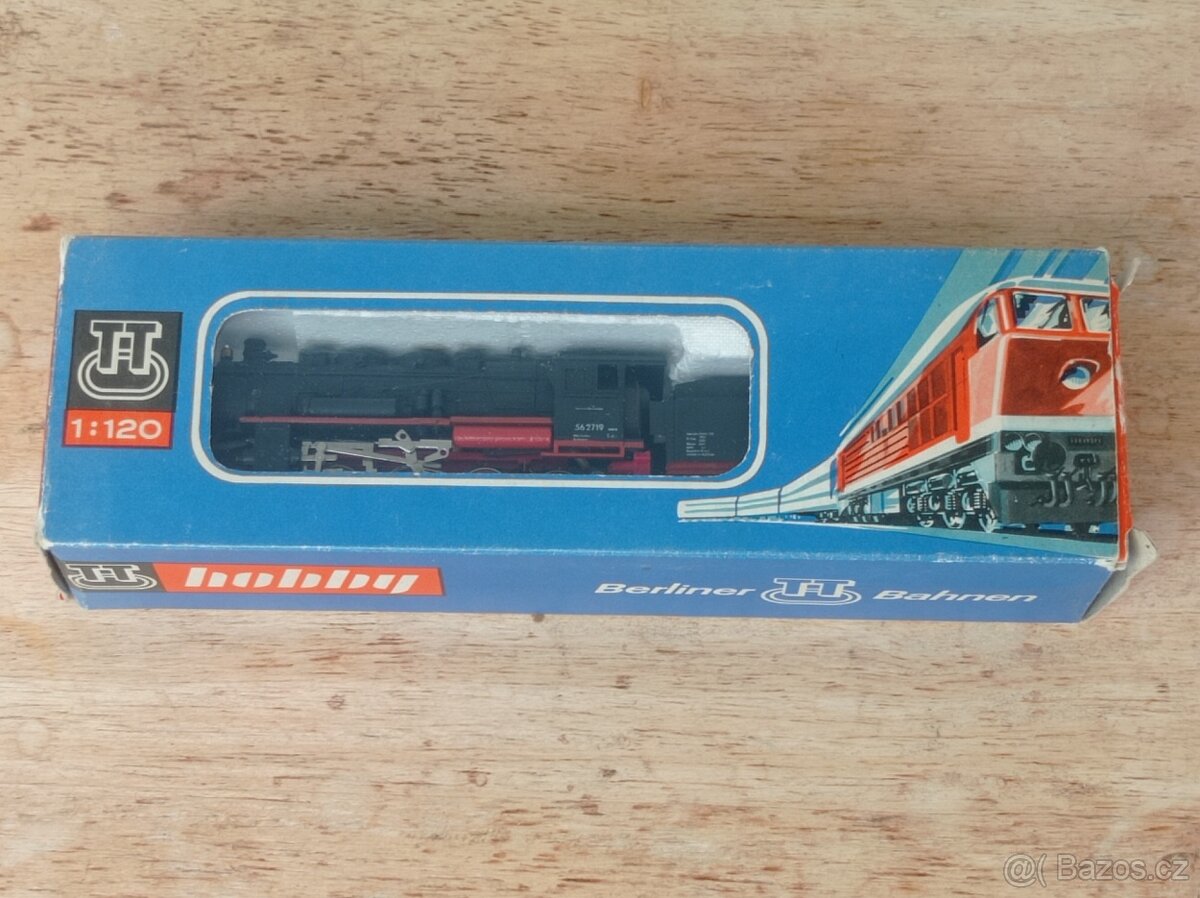 TT
1:120
56 2719
TT hobby
Berliner TT Bahnen
@( Bazos.cz